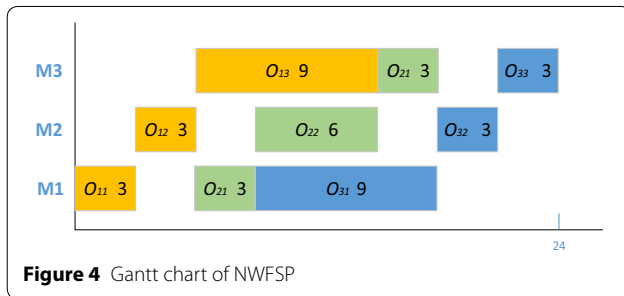 M3 O13 9 O21 3 O33 3
M2 O12 3 O22 6 O32 3
M1 O11 3 O21 3 O31 9
24
Figure 4 Gantt chart of NWFSP